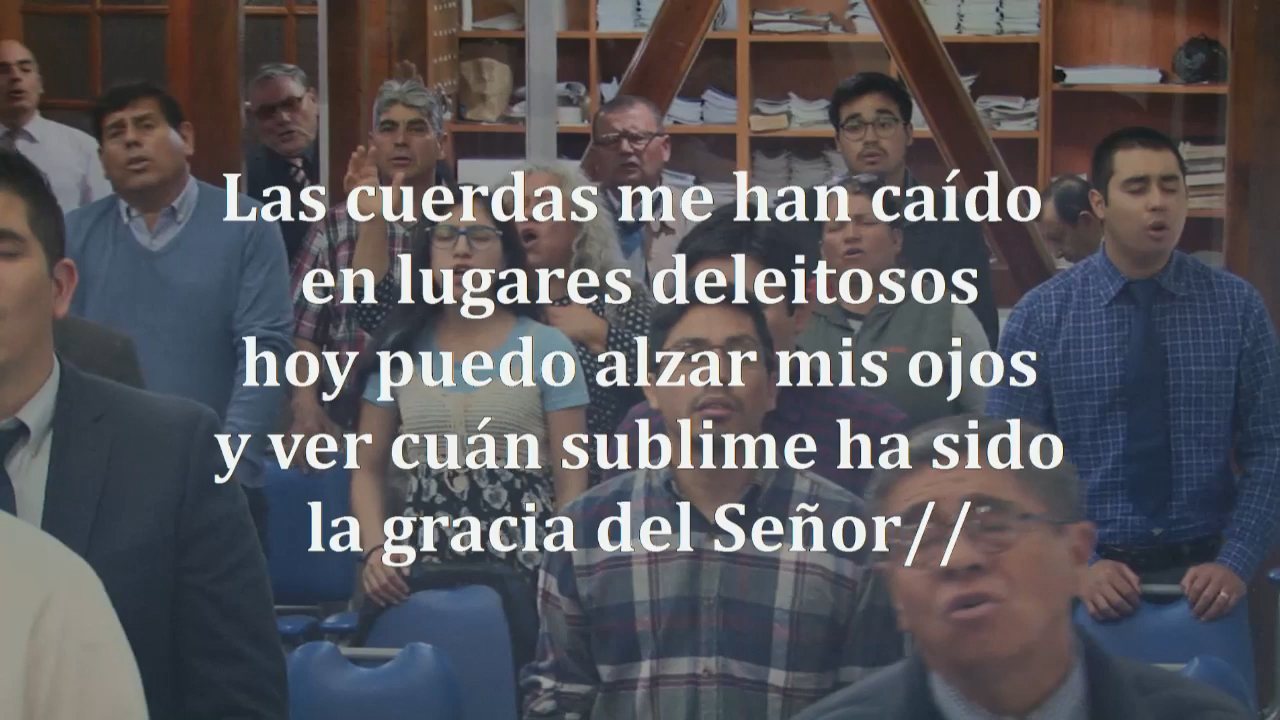 Las cuerdas me han caído
en lugares deleitosos
hoy puedo alzar mis ojos
y ver cuán sublime ha sido
la gracia del Señor//